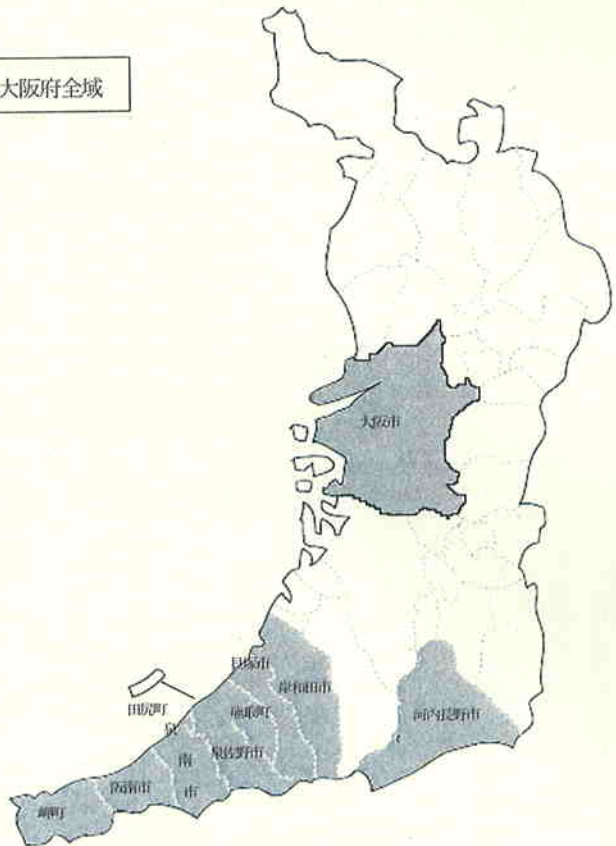 大阪府全域
大阪市
貝塚市
岸和田市
田尻町
熊取町
河内長野市
泉南市
泉佐野市
阪南市
岬町